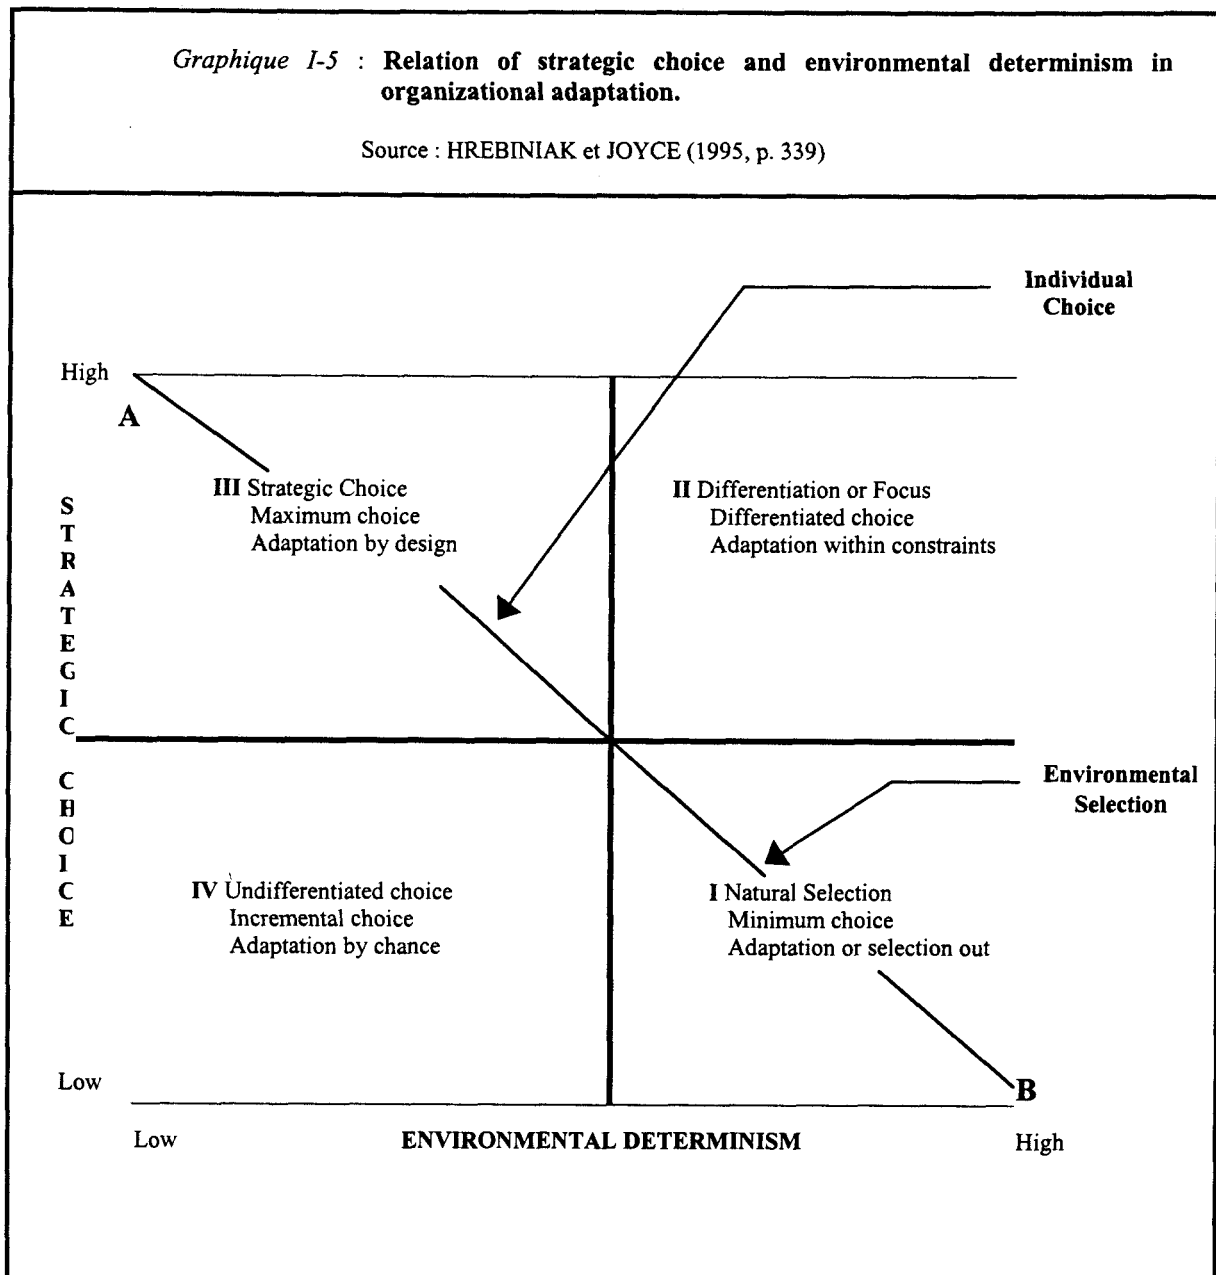 Graphique I-5 : Relation of strategic choice and environmental determinism in
organizational adaptation.
Source : HREBINIAK et JOYCE (1995, p. 339)
Individual
Choice
High
A
III Strategic Choice
Maximum choice
Adaptation by design
II Differentiation or Focus
Differentiated choice
Adaptation within constraints
STRATEGIC
CHOICE
Environmental
Selection
IV Undifferentiated choice
Incremental choice
Adaptation by chance
I Natural Selection
Minimum choice
Adaptation or selection out
Low
B
Low
ENVIRONMENTAL DETERMINISM
High